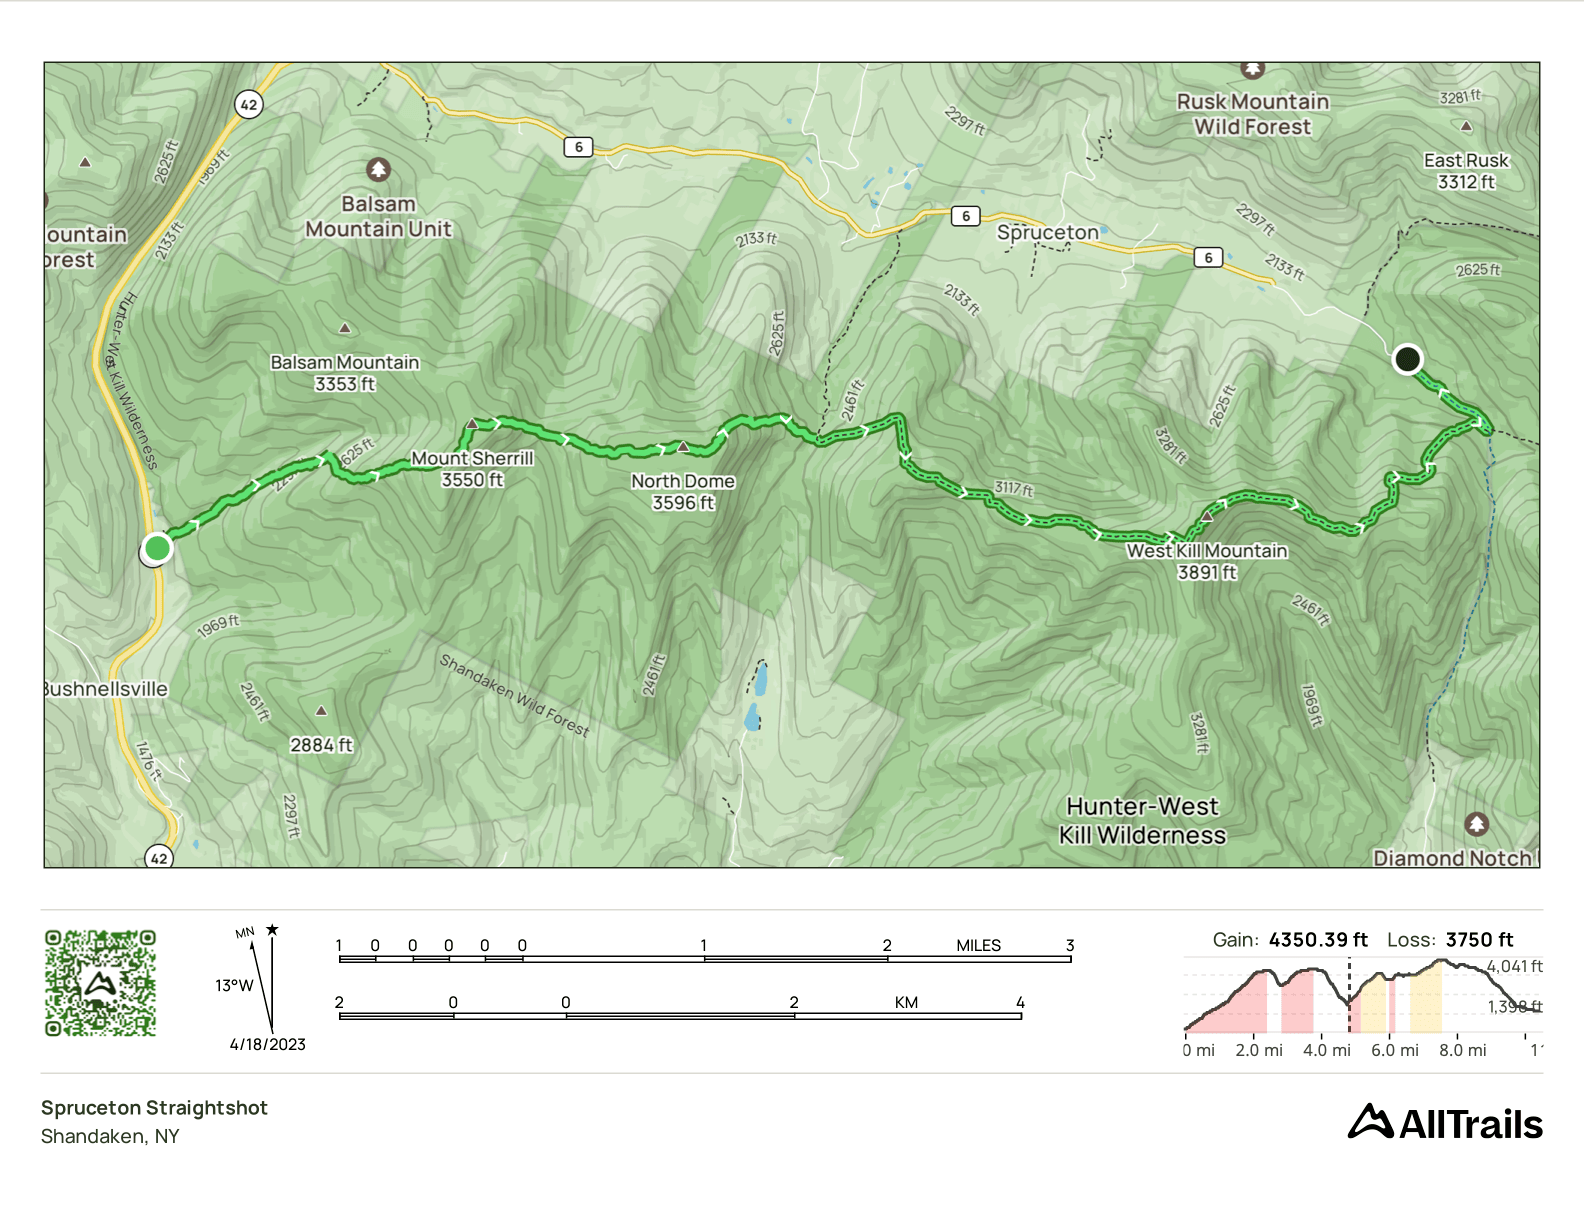 42
6
Rusk Mountain
Wild Forest
3281 ft
2297 ft
2625 ft
1969 ft
East Rusk
3312 ft
Balsam
Mountain Unit
ountain
orest
2133 ft
2133 ft
6
Spruceton
2297 ft
6
2133 ft
2625 ft
2133 ft
Hunter-West Kill Wilderness
2625 ft
Balsam Mountain
3353 ft
2461 ft
2625 ft
3281 ft
625 ft
Mount Sherrill
3550 ft
North Dome
3596 ft
3117 ft
West Kill Mountain
3891 ft
1969 ft
2461 ft
Shandaken Wild Forest
2461 ft
Bushnellsville
2461 ft
1969 ft
3281 ft
2884 ft
1476 ft
2297 ft
Hunter-West
Kill Wilderness
42
Diamond Notch
MN
13°W
4/18/2023
1 0 0 0 0 0 1 2 MILES 3
2 0 0 2 KM 4
Gain: 4350.39 ft Loss: 3750 ft
4,041 ft
1,398 ft
0 mi 2.0 mi 4.0 mi 6.0 mi 8.0 mi
Spruceton Straightshot
Shandaken, NY
AllTrails